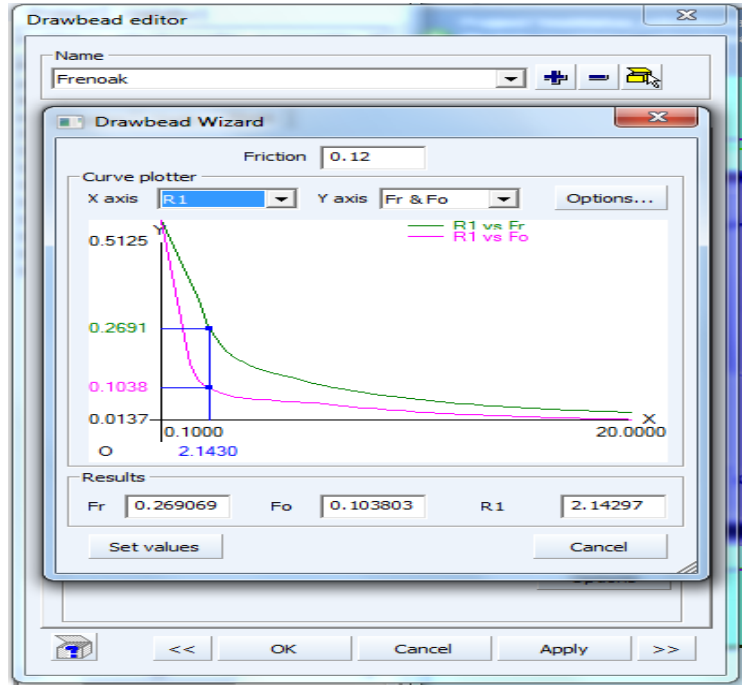 Drawbead editor
Name
Frenoak
Drawbead Wizard
Friction 0.12
Curve plotter
X axis R1 Y axis Fr & Fo Options...
Y
R1 vs Fr
R1 vs Fo
0.5125
0.2691
0.1038
0.0137
X
0.1000 20.0000
O 2.1430
Results
Fr 0.269069 Fo 0.103803 R1 2.14297
Set values Cancel
<< OK Cancel Apply >>